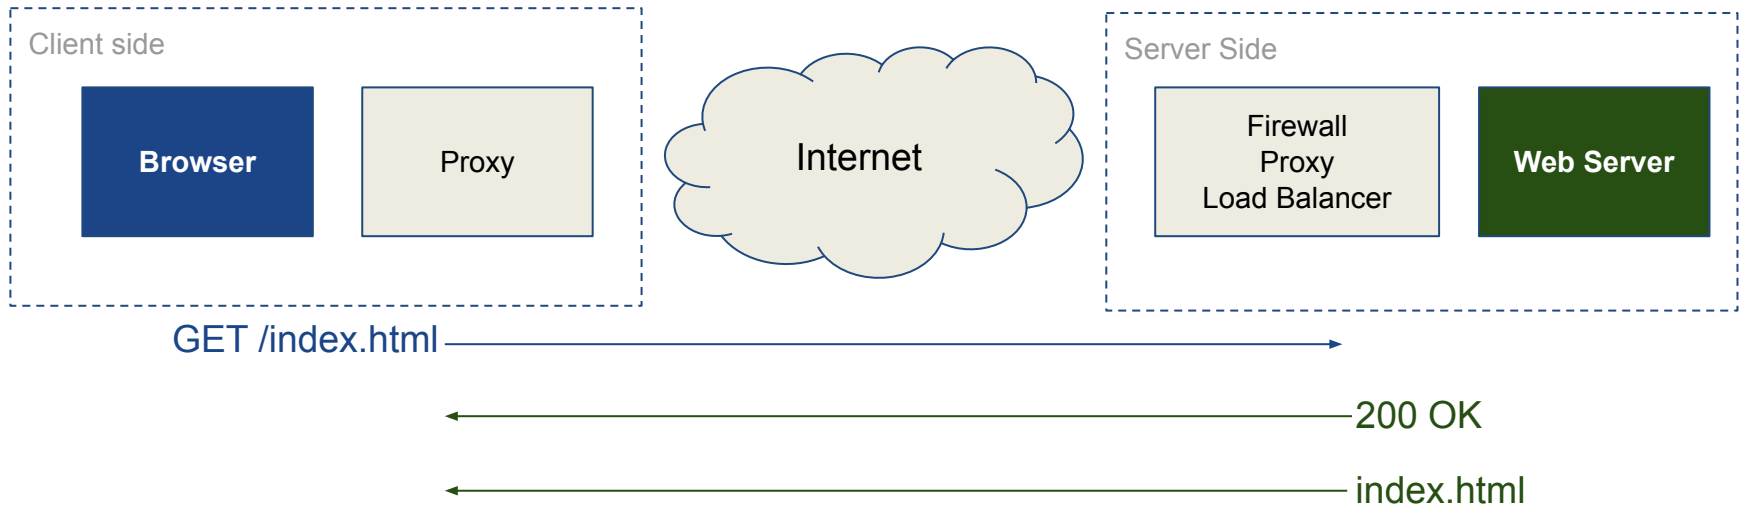 Client side
Browser
Proxy
Internet
Server Side
Firewall
Proxy
Load Balancer
Web Server
GET /index.html
200 OK
index.html